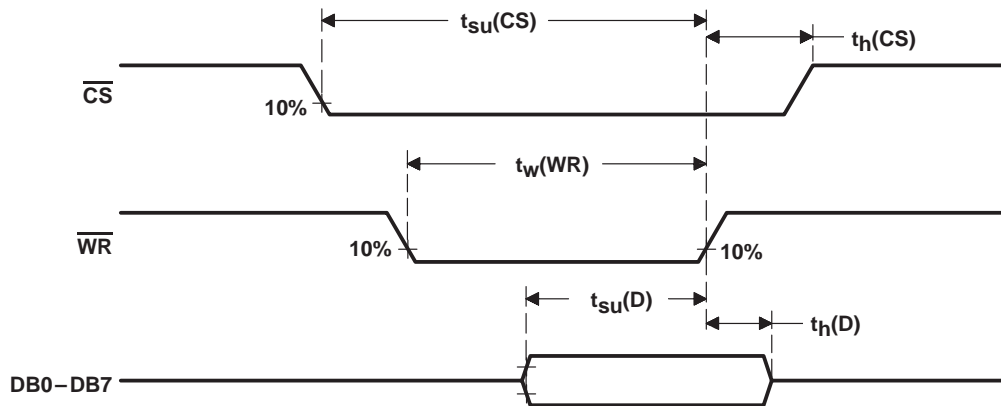 tsu(CS)
th(CS)
CS
10%
tw(WR)
WR
10%
10%
tsu(D)
th(D)
DB0–DB7